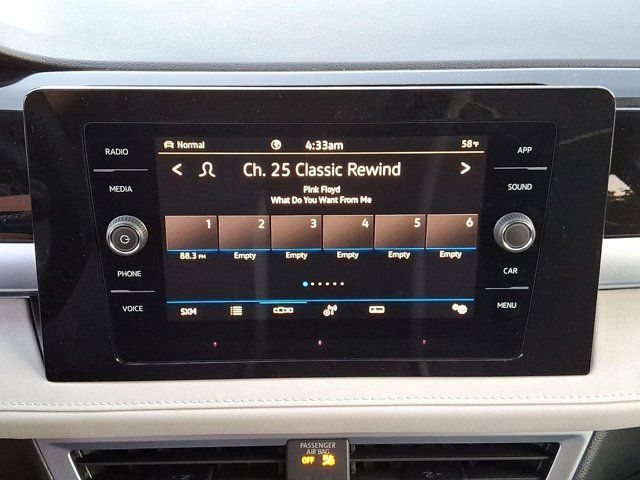 Normal 4:33am 58°F
RADIO
APP
< Ch. 25 Classic Rewind >
MEDIA
SOUND
Pink Floyd
What Do You Want From Me
1 2 3 4 5 6
88.3 FM Empty Empty Empty Empty Empty
PHONE
CAR
VOICE
MENU
SXM
PASSENGER
AIR BAG
OFF